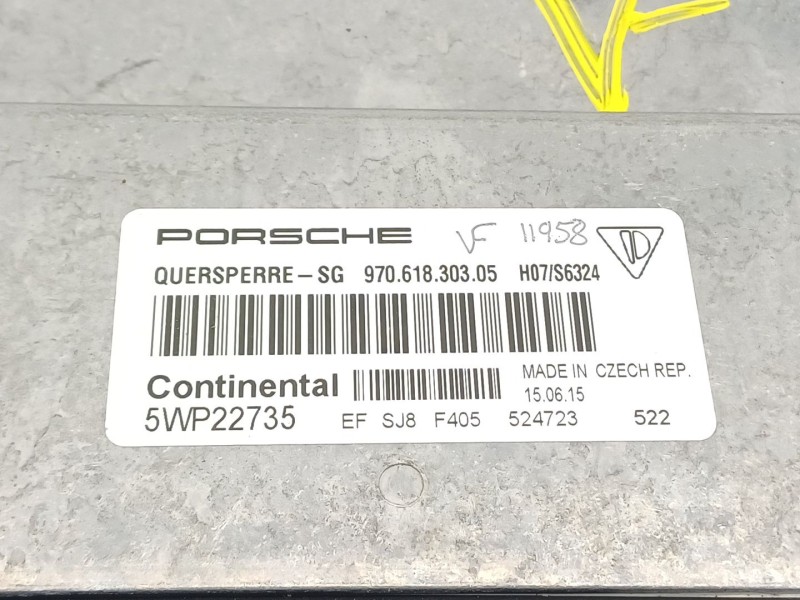 PORSCHE VF 11958
QUERSPERRE-SG 970.618.303.05 H07/S6324
Continental MADE IN CZECH REP.
15.06.15
5WP22735 EF SJ8 F405 524723 522